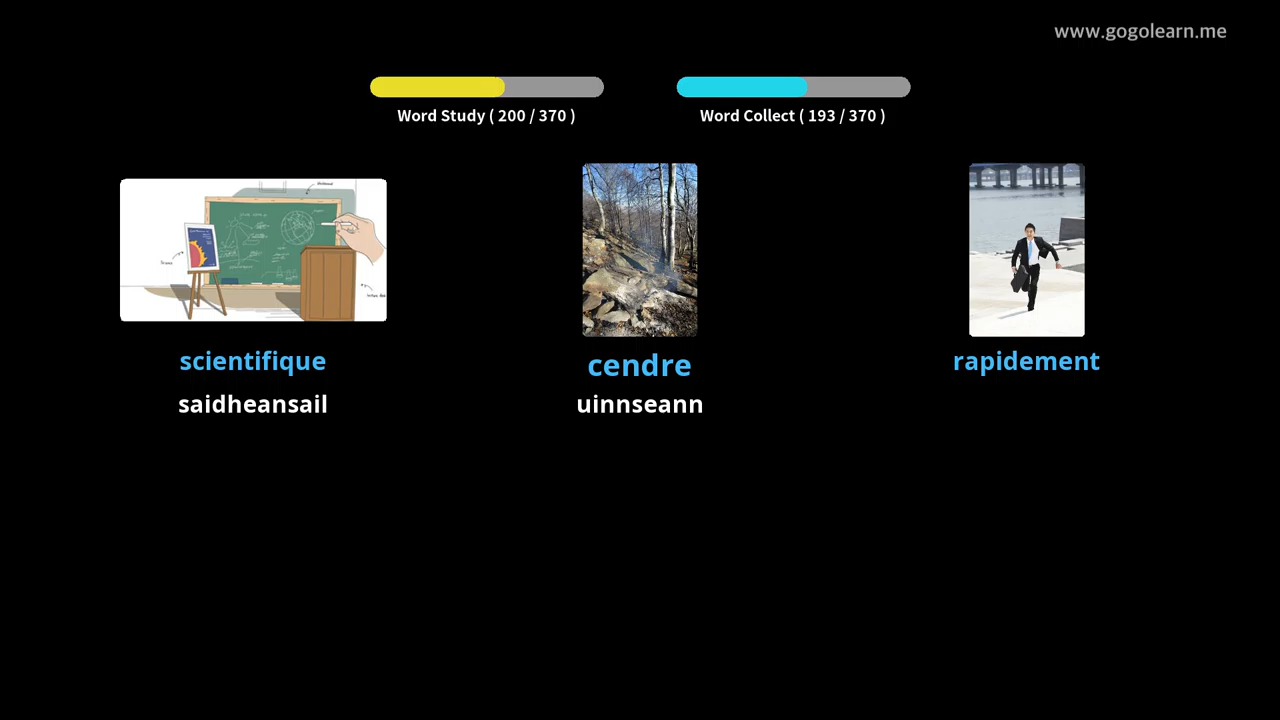 www.gogolearn.me
Word Study ( 200 / 370 )
Word Collect ( 193 / 370 )
scientifique
cendre
rapidement
saidheansail
uinnseann